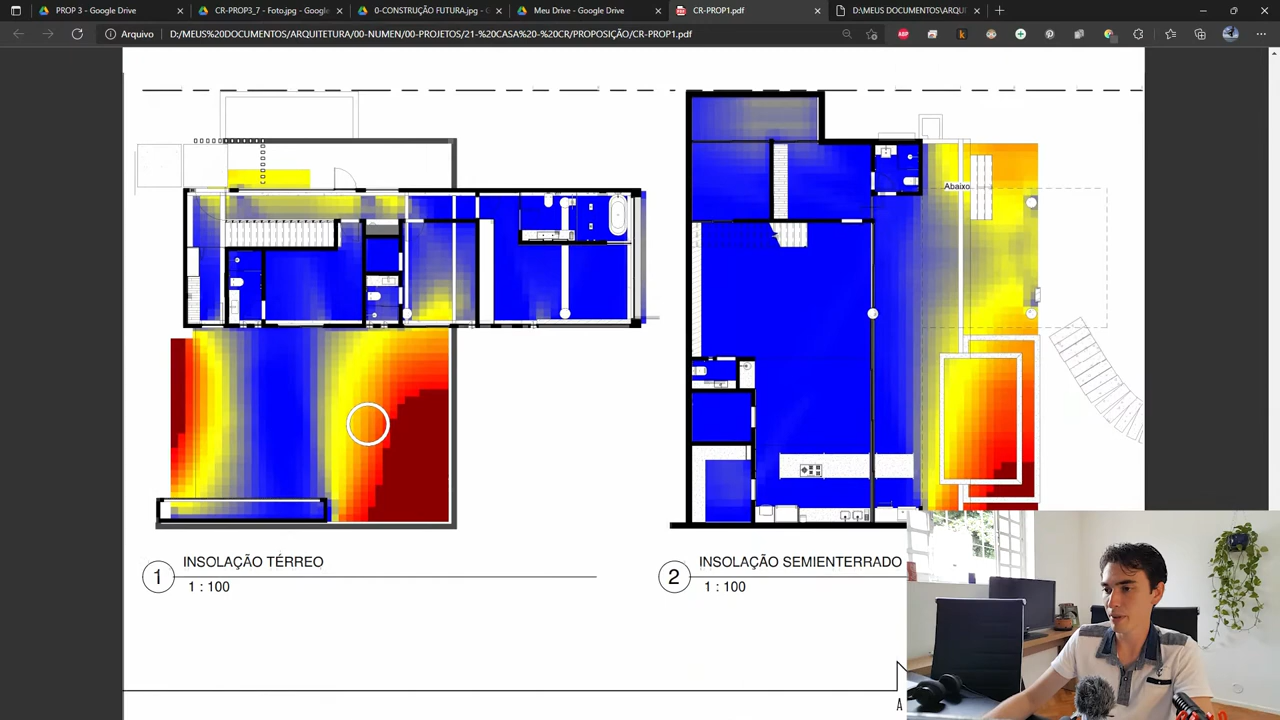 PROP 3 - Google Drive
CR-PROP3_7 - Foto.jpg - Google
0-CONSTRUÇÃO FUTURA.jpg - G
Meu Drive - Google Drive
CR-PROP1.pdf
D:\MEUS DOCUMENTOS\ARQUI
Arquivo
D:/MEUS%20DOCUMENTOS/ARQUITETURA/00-NUMEN/00-PROJETOS/21-%20CASA%20-%20CR/PROPOSIÇÃO/CR-PROP1.pdf
ABP
k
Abaixo
1
INSOLAÇÃO TÉRREO
1 : 100
2
INSOLAÇÃO SEMIENTERRADO
1 : 100
A